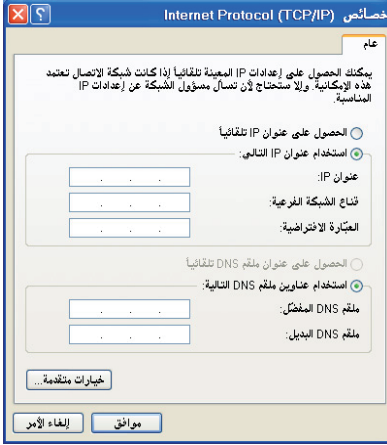 خصائص Internet Protocol (TCP/IP)
عام
يمكنك الحصول على إعدادات IP المعينة تلقائياً إذا كانت شبكة الاتصال تعتمد
هذه الإمكانية. وإلا ستحتاج لأن تسأل مسؤول الشبكة عن إعدادات IP
المناسبة.
الحصول على عنوان IP تلقائياً
استخدام عنوان IP التالي:
عنوان IP:
قناع الشبكة الفرعية:
العبّارة الافتراضية:
الحصول على عنوان ملقم DNS تلقائياً
استخدام عناوين ملقم DNS التالية:
ملقم DNS المفضّل:
ملقم DNS البديل:
خيارات متقدمة...
موافق
إلغاء الأمر